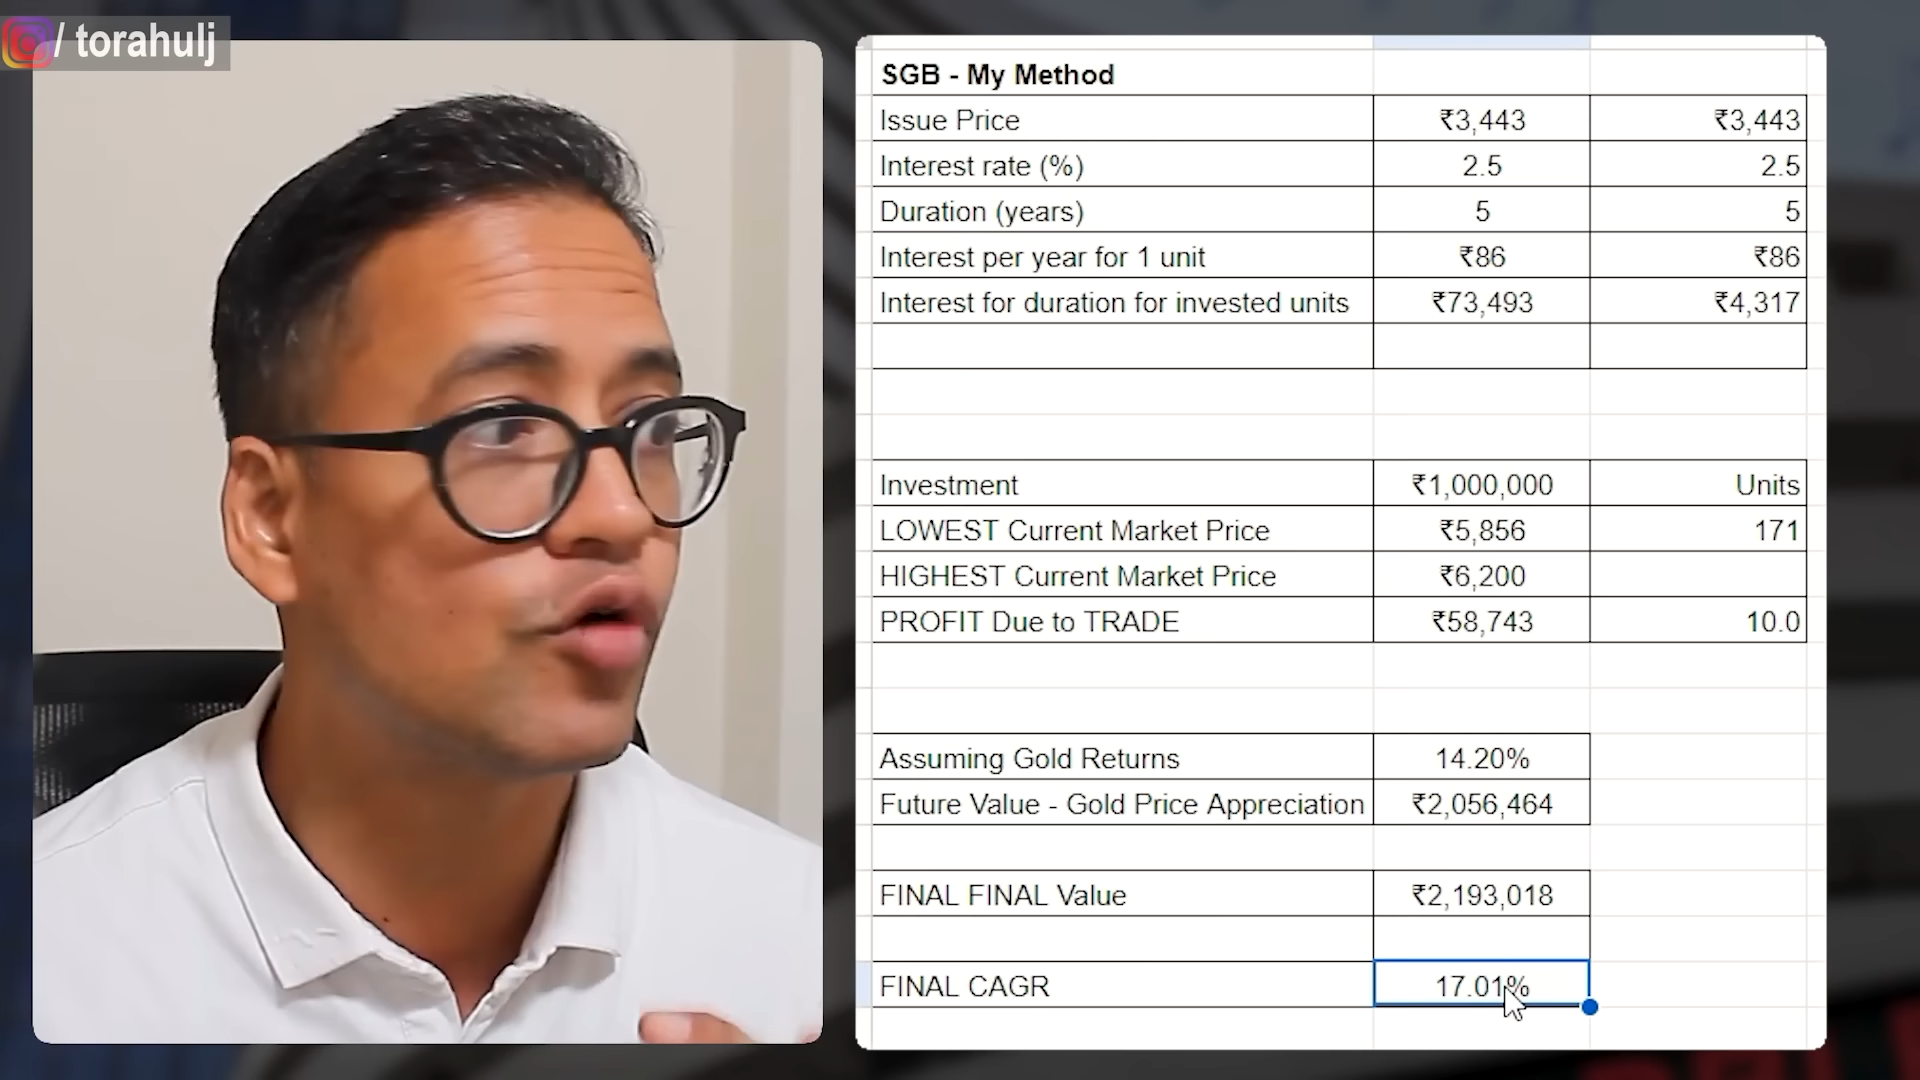 / torahulj
SGB - My Method
Issue Price ₹3,443 ₹3,443
Interest rate (%) 2.5 2.5
Duration (years) 5 5
Interest per year for 1 unit ₹86 ₹86
Interest for duration for invested units ₹73,493 ₹4,317
Investment ₹1,000,000 Units
LOWEST Current Market Price ₹5,856 171
HIGHEST Current Market Price ₹6,200
PROFIT Due to TRADE ₹58,743 10.0
Assuming Gold Returns 14.20%
Future Value - Gold Price Appreciation ₹2,056,464
FINAL FINAL Value ₹2,193,018
FINAL CAGR 17.01%